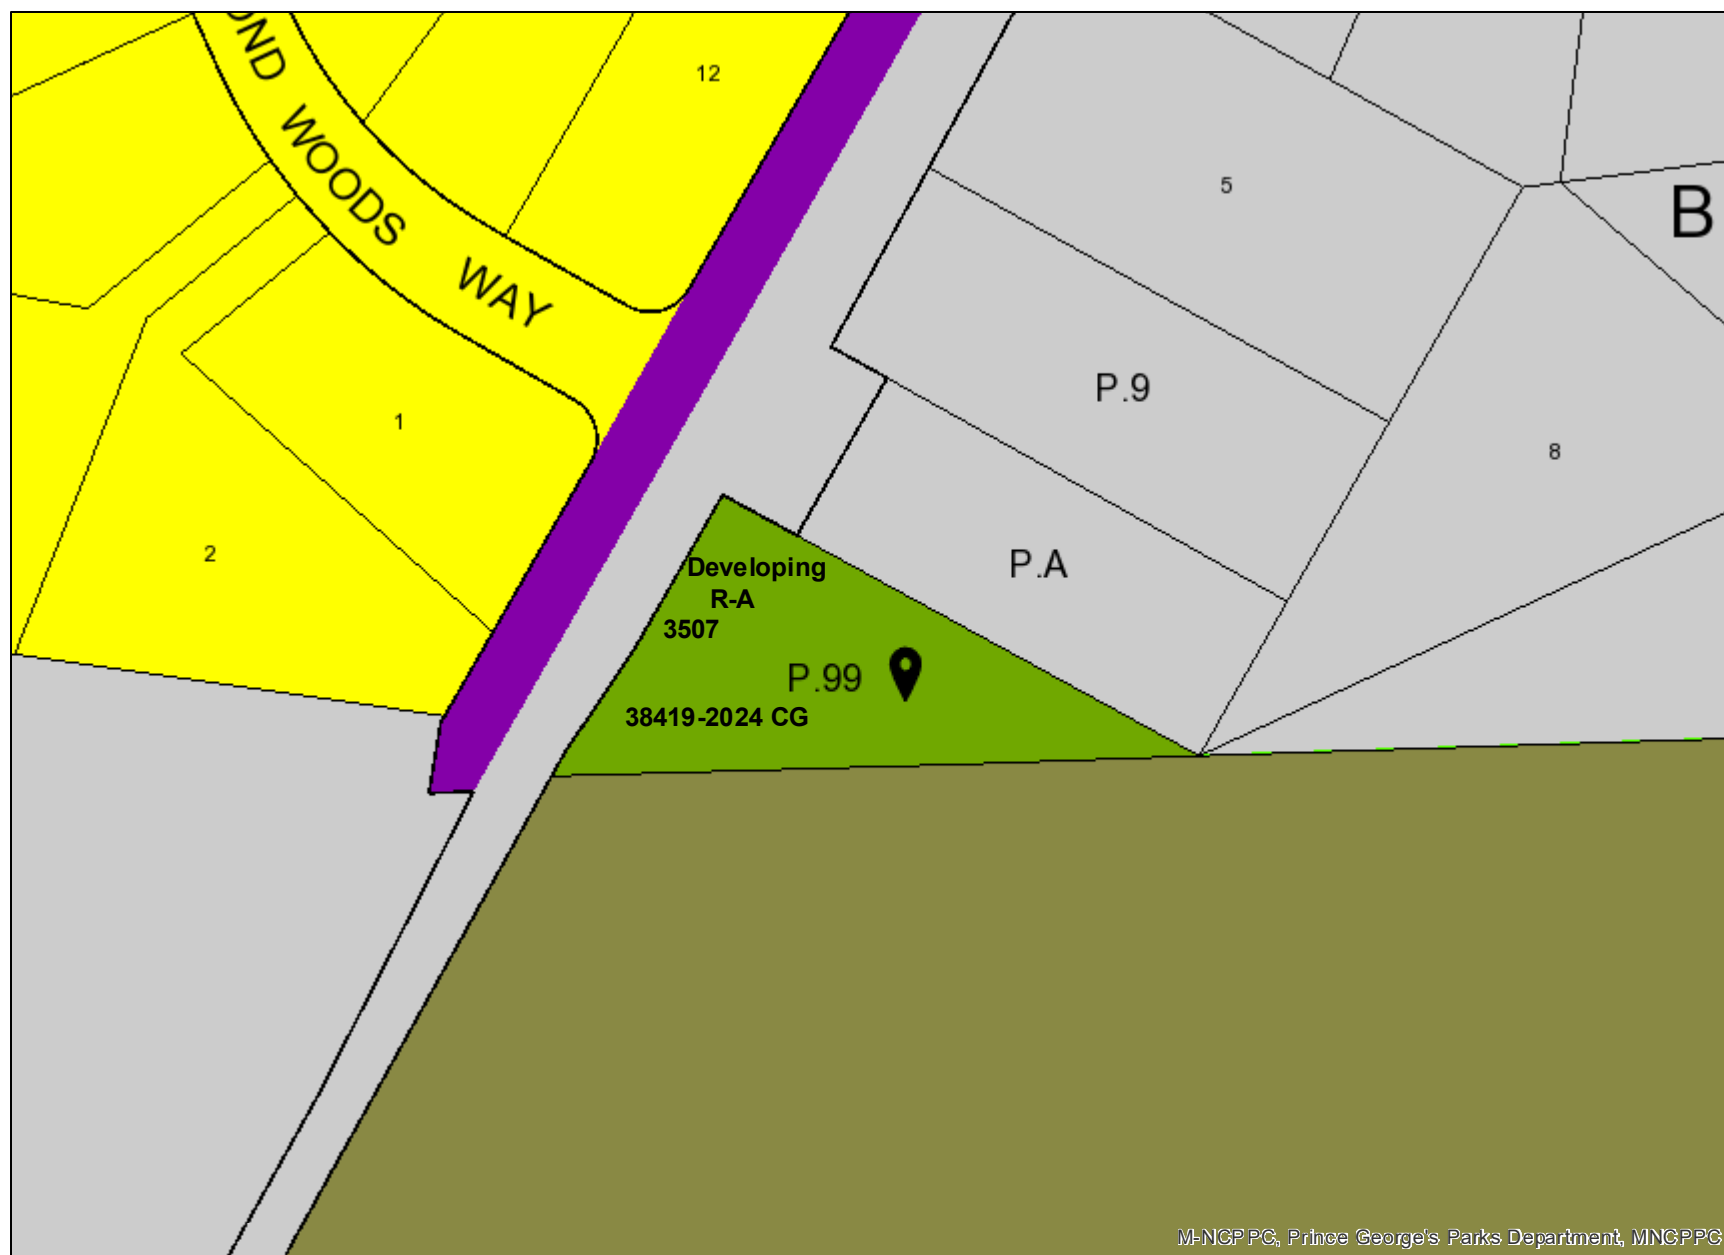 OND WOODS WAY
12
5
B
P.9
1
8
2
P.A
Developing
R-A
3507
P.99
38419-2024 CG
M-NCPPC, Prince George's Parks Department, MNCPPC